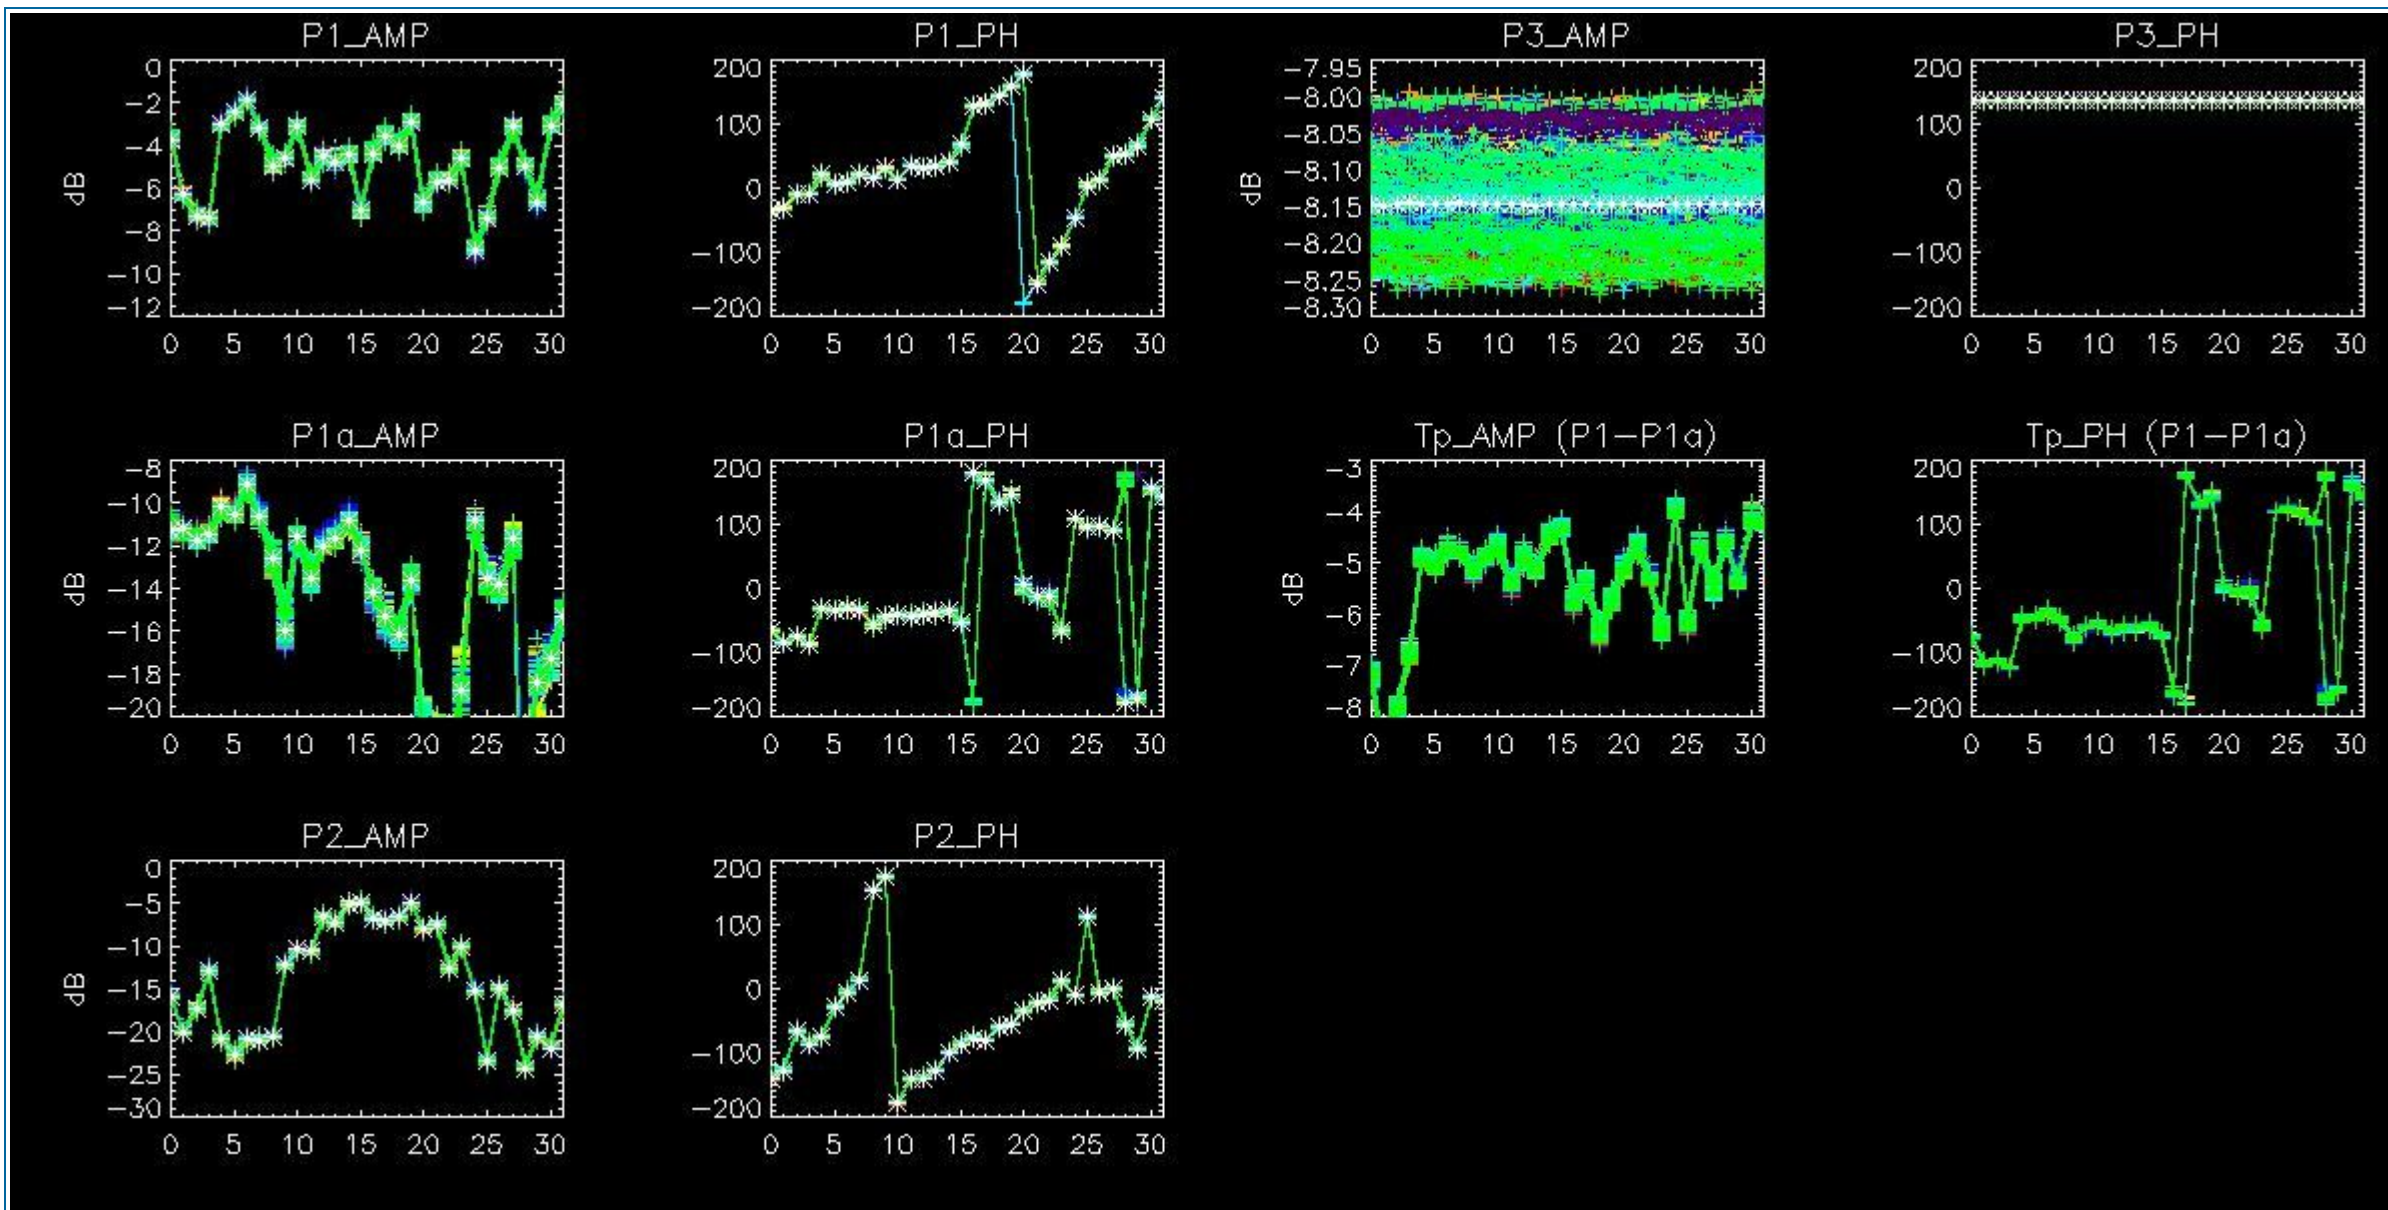 P1_AMP P1_PH P3_AMP P3_PH
0 200 −7.95 200
−2 100 −8.00 100
−4 0 −8.05 0
dB −6 −100 dB −8.10 −100
−8 −200 −8.15 −200
−10 −8.20
−12 −8.25
−8.30
0 5 10 15 20 25 30 0 5 10 15 20 25 30 0 5 10 15 20 25 30 0 5 10 15 20 25 30
P1a_AMP P1a_PH Tp_AMP (P1−P1a) Tp_PH (P1−P1a)
−8 200 −3 200
−10 100 −4 100
−12 0 −5 0
dB −14 −100 dB −6 −100
−16 −200 −7 −200
−18 −8
−20
0 5 10 15 20 25 30 0 5 10 15 20 25 30 0 5 10 15 20 25 30 0 5 10 15 20 25 30
P2_AMP P2_PH
0 200
−5 100
−10 0
dB −15 −100
−20 −200
−25
−30
0 5 10 15 20 25 30 0 5 10 15 20 25 30